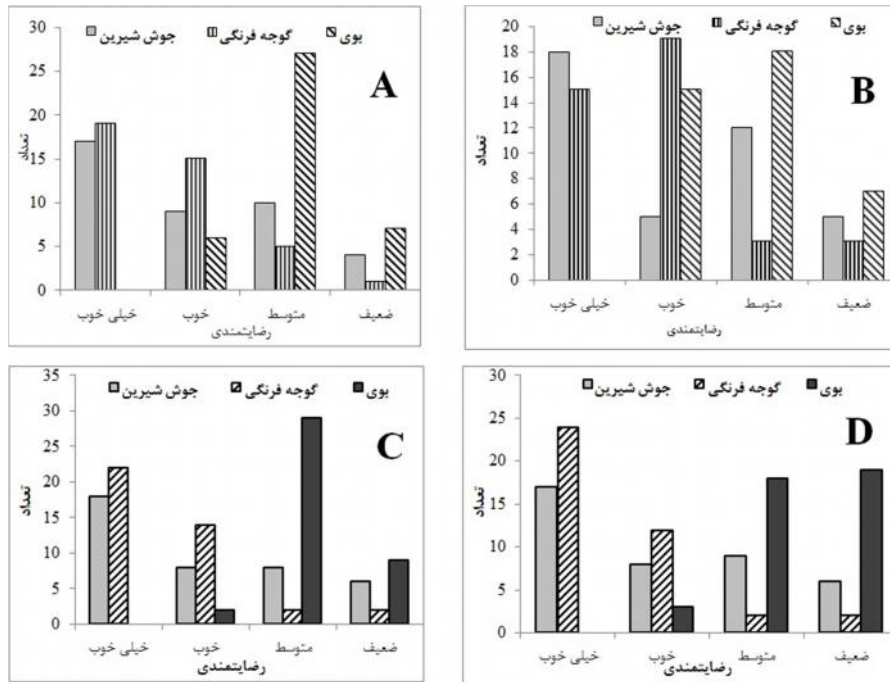 جوش شیرین گوجه فرنگی یوی
A
30
25
20
15
10
5
0
تعداد
خیلی خوب خوب متوسط ضعیف
رضایتمندی
جوش شیرین گوجه فرنگی یوی
B
20
18
16
14
12
10
8
6
4
2
0
تعداد
خیلی خوب خوب متوسط ضعیف
رضایتمندی
جوش شیرین گوجه فرنگی یوی
C
35
30
25
20
15
10
5
0
تعداد
خیلی خوب خوب متوسط ضعیف
رضایتمندی
جوش شیرین گوجه فرنگی یوی
D
30
25
20
15
10
5
0
تعداد
خیلی خوب خوب متوسط ضعیف
رضایتمندی